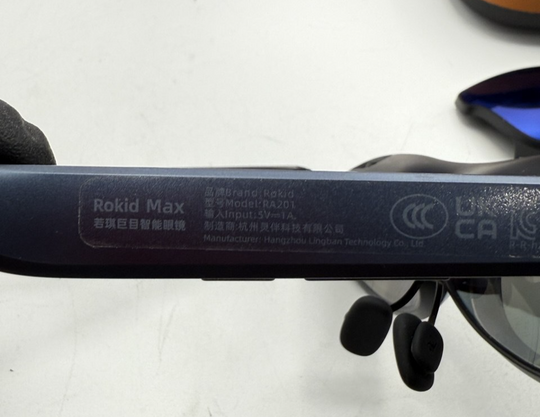 Rokid Max
若琪巨目智能眼镜
品牌Brand:Rokid
型号Model:RA201
输入Input:5V⎓1A
制造商:杭州灵伴科技有限公司
Manufacturer: Hangzhou Lingban Technology Co., Ltd.
CCC
UK
CA